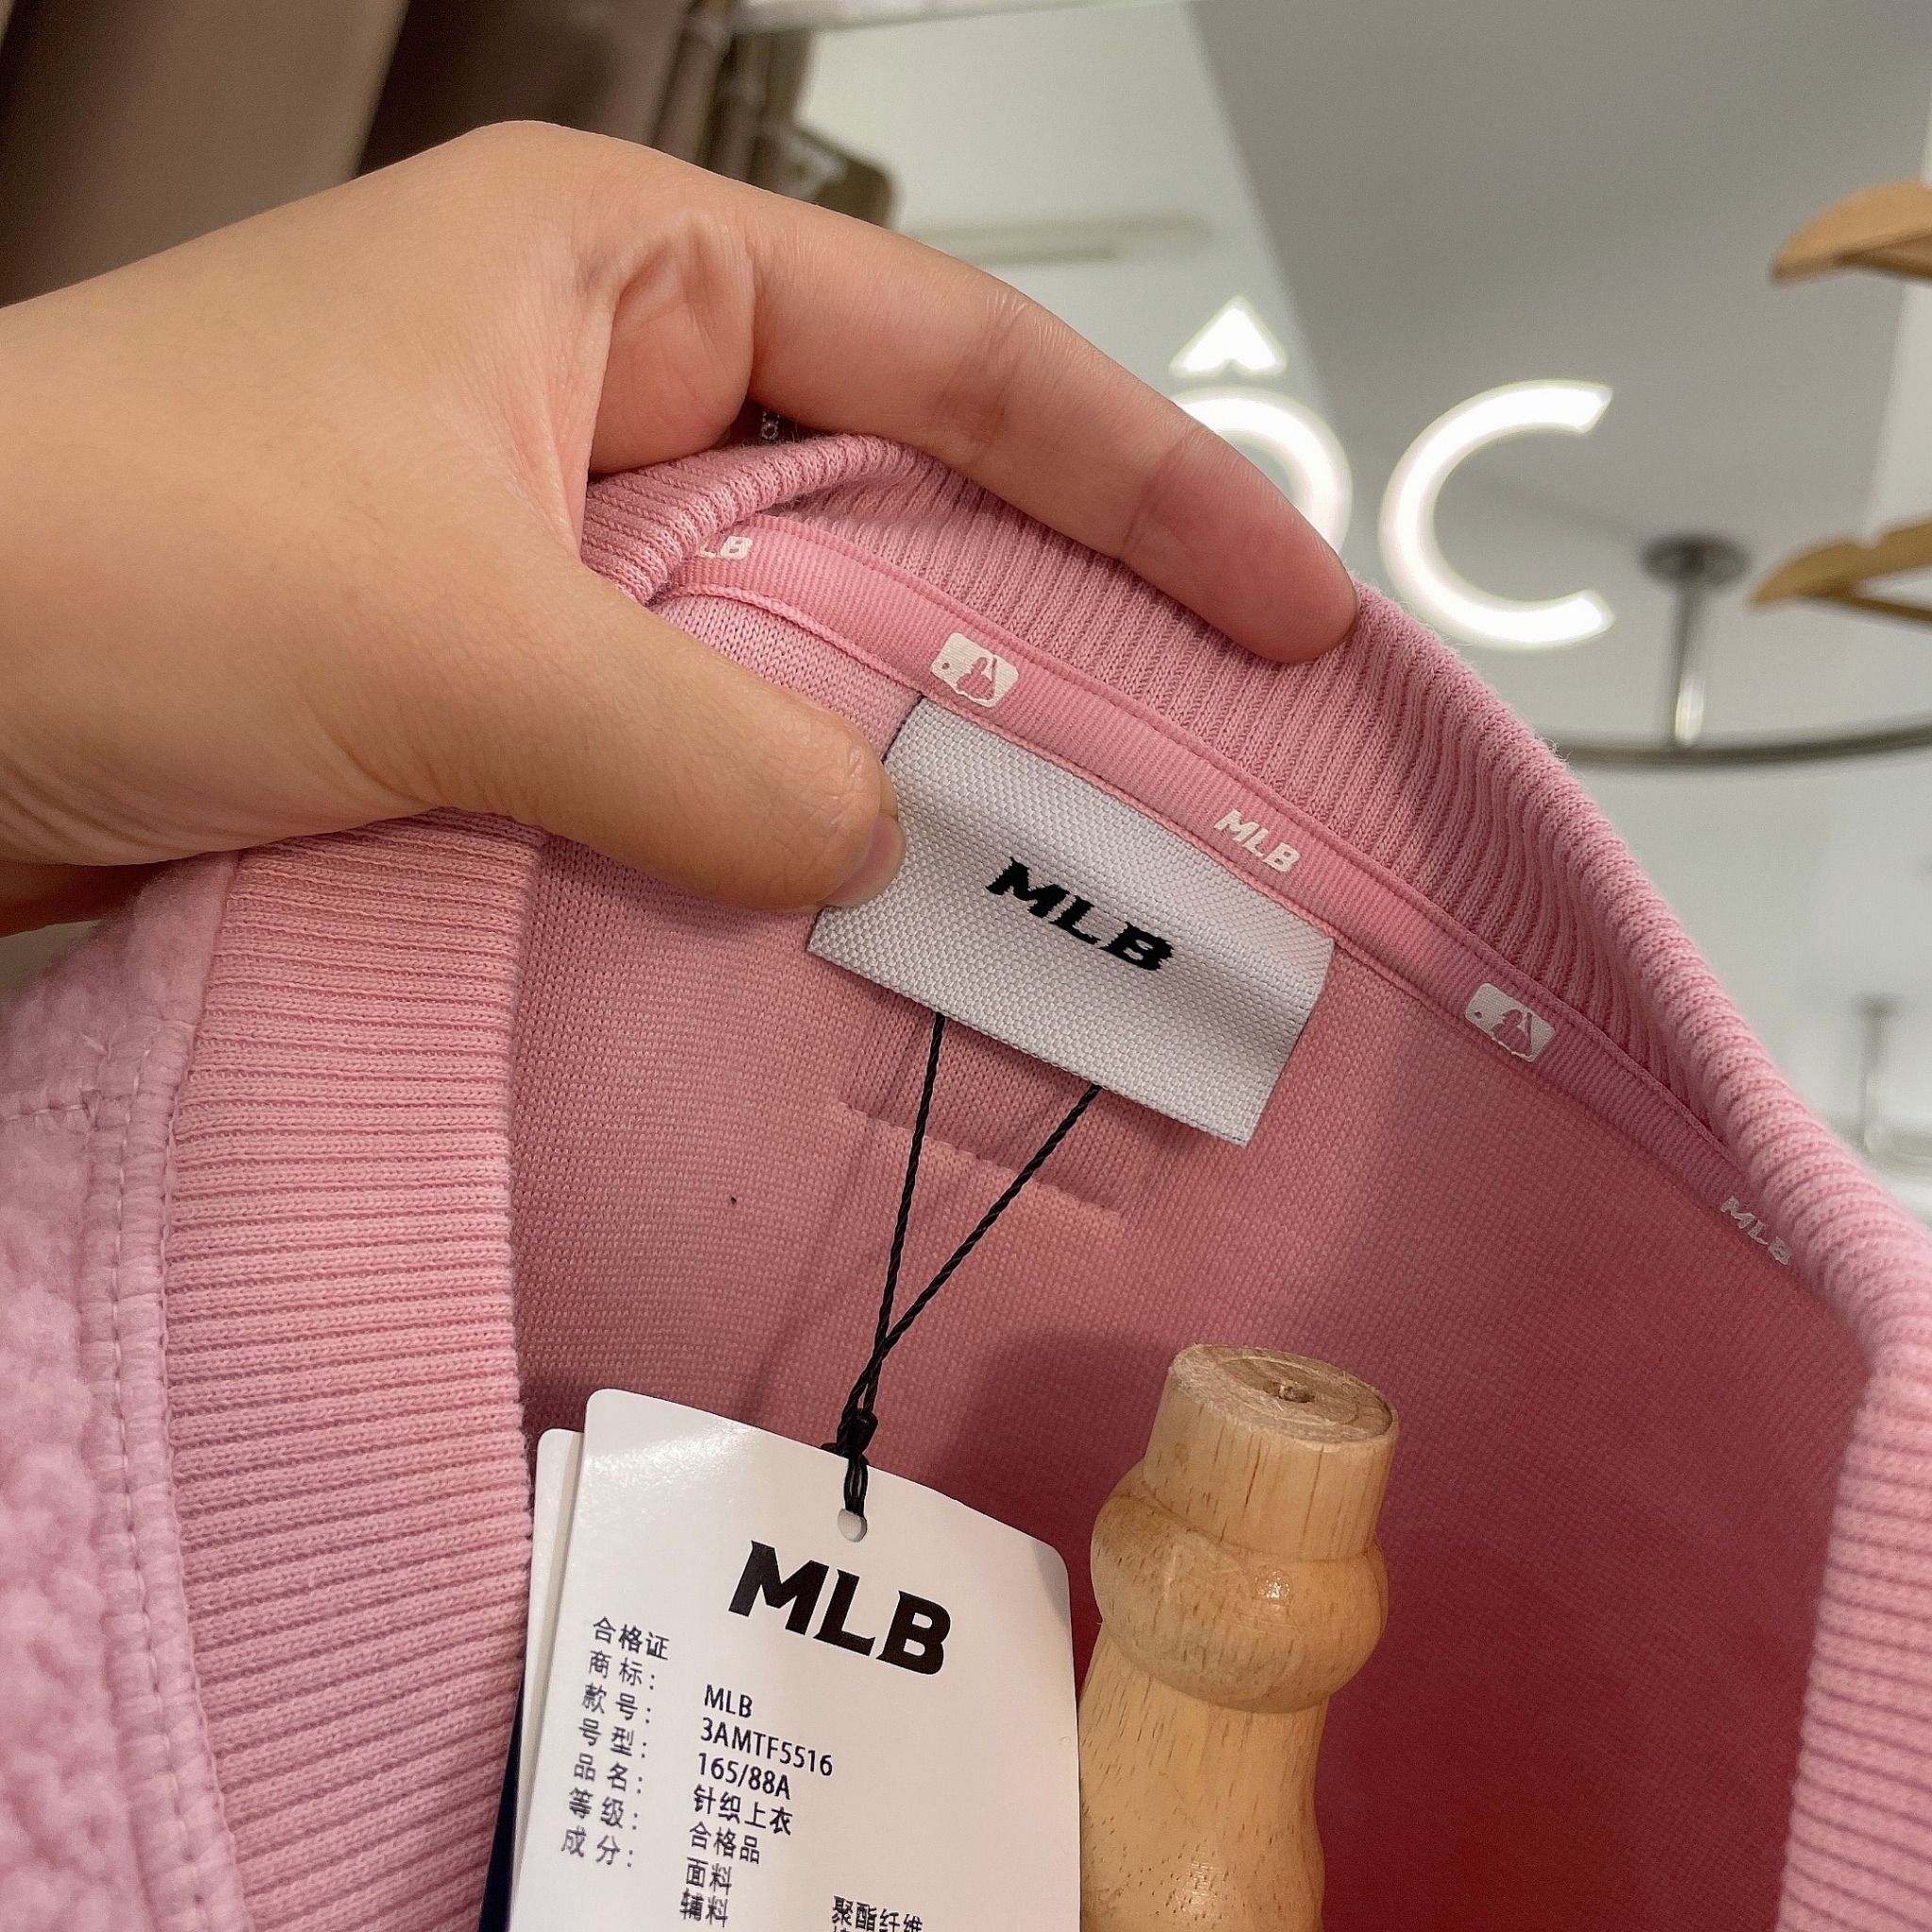 ÔC
LB
MLB
MLB
MLB
MLB
合格证
商标: MLB
款号: 3AMTF5516
号型: 165/88A
品名: 针织上衣
等级: 合格品
成分: 面料 聚酯纤维
辅料